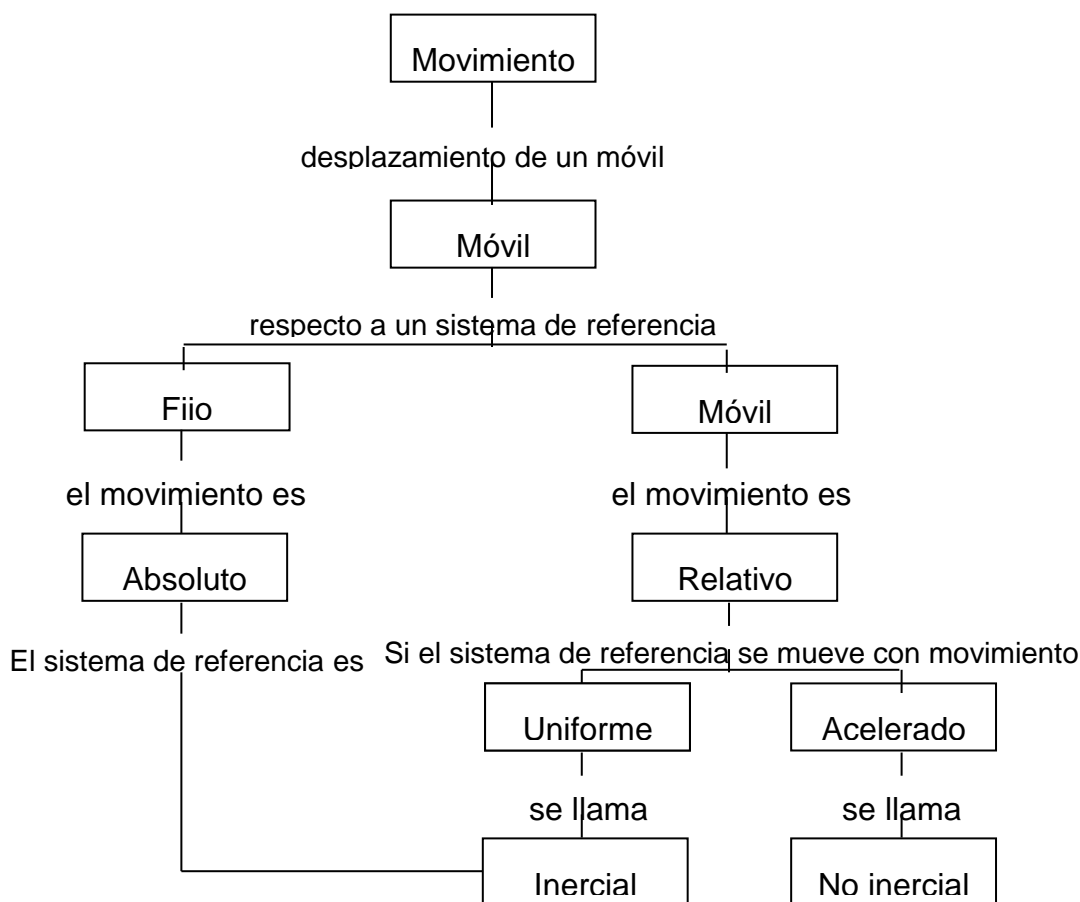 Movimiento
desplazamiento de un móvil
Móvil
respecto a un sistema de referencia
Fijo
Móvil
el movimiento es
el movimiento es
Absoluto
Relativo
El sistema de referencia es
Si el sistema de referencia se mueve con movimiento
Uniforme
Acelerado
se llama
se llama
Inercial
No inercial